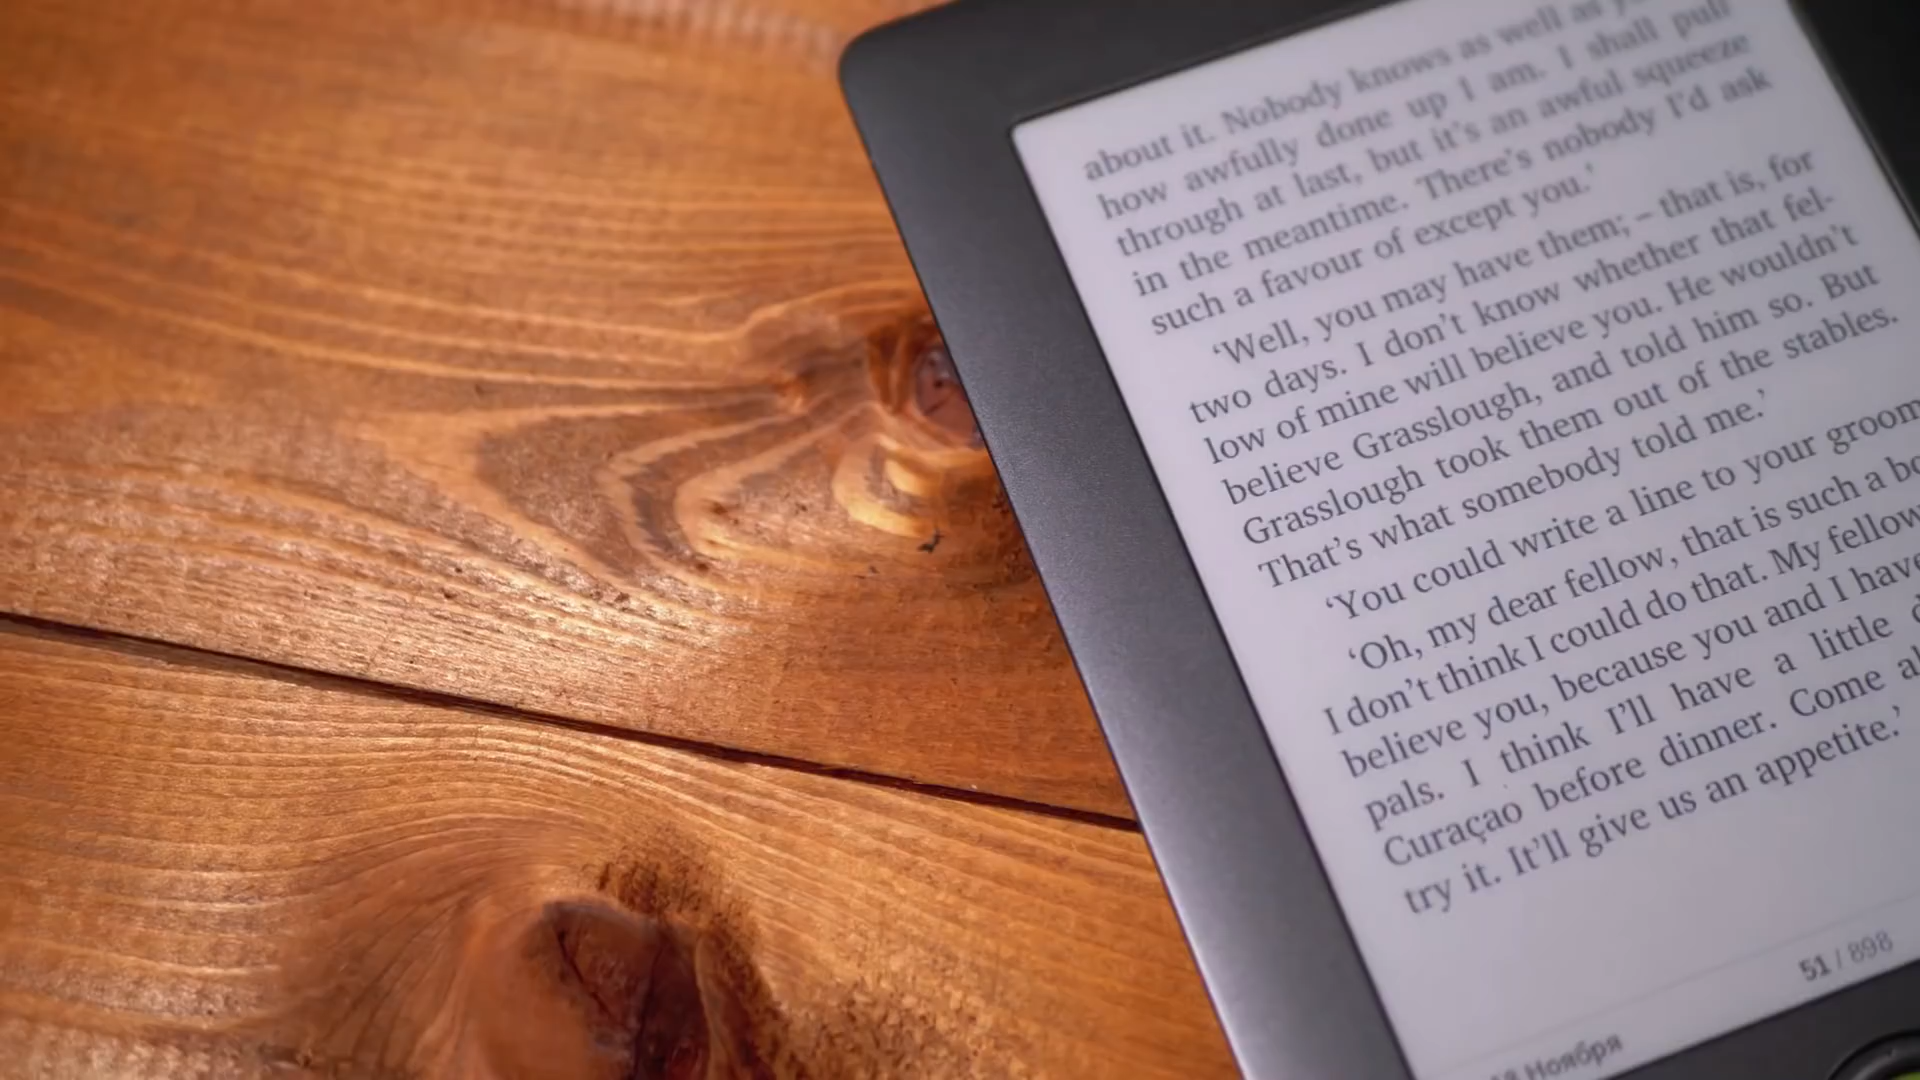 about it. Nobody knows as well as
how awfully done up I am. I shall pull
through at last, but it's an awful squeeze
in the meantime. There's nobody I'd ask
such a favour of except you.’
‘Well, you may have them; – that is, for
two days. I don't know whether that fel-
low of mine will believe you. He wouldn't
believe Grasslough, and told him so. But
Grasslough took them out of the stables.
That's what somebody told me.’
‘You could write a line to your groom
‘Oh, my dear fellow, that is such a
I don't think I could do that. My fellow
believe you, because you and I have
pals. I think I'll have a little
Curaçao before dinner. Come
try it. It'll give us an appetite.’
51 / 898
Ноября